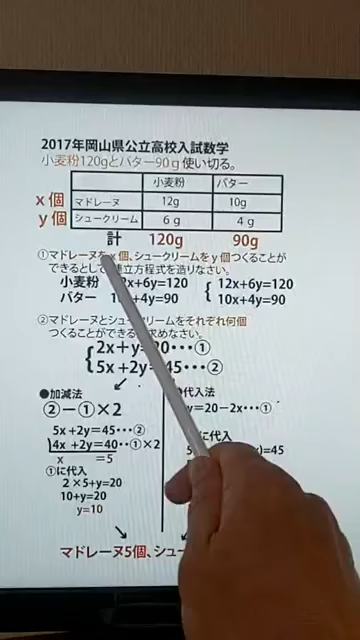 2017年岡山県公立高校入試数学
小麦粉120gとバター90g 使い切る。
小麦粉 バター
x 個 マドレーヌ 12g 10g
y 個 シュークリーム 6g 4g
計 120g 90g
①マドレーヌを x 個、シュークリームを y 個つくることが
できるとして 連立方程式を造りなさい。
小麦粉 2x+6y=120 { 12x+6y=120
バター 1 +4y=90 10x+4y=90
②マドレーヌとシュークリームをそれぞれ何個
つくることができる 求めなさい。
{ 2x+y= 20・・・①
5x+2y= 45・・・②
↙
●加減法 代入法
②−①×2 y=20−2x・・・①
5x+2y=45・・・② に代入
4x +2y=40・・①×2 5 )=45
x =5
①に代入
2×5+y=20
10+y=20
y=10
マドレーヌ5個、シュー